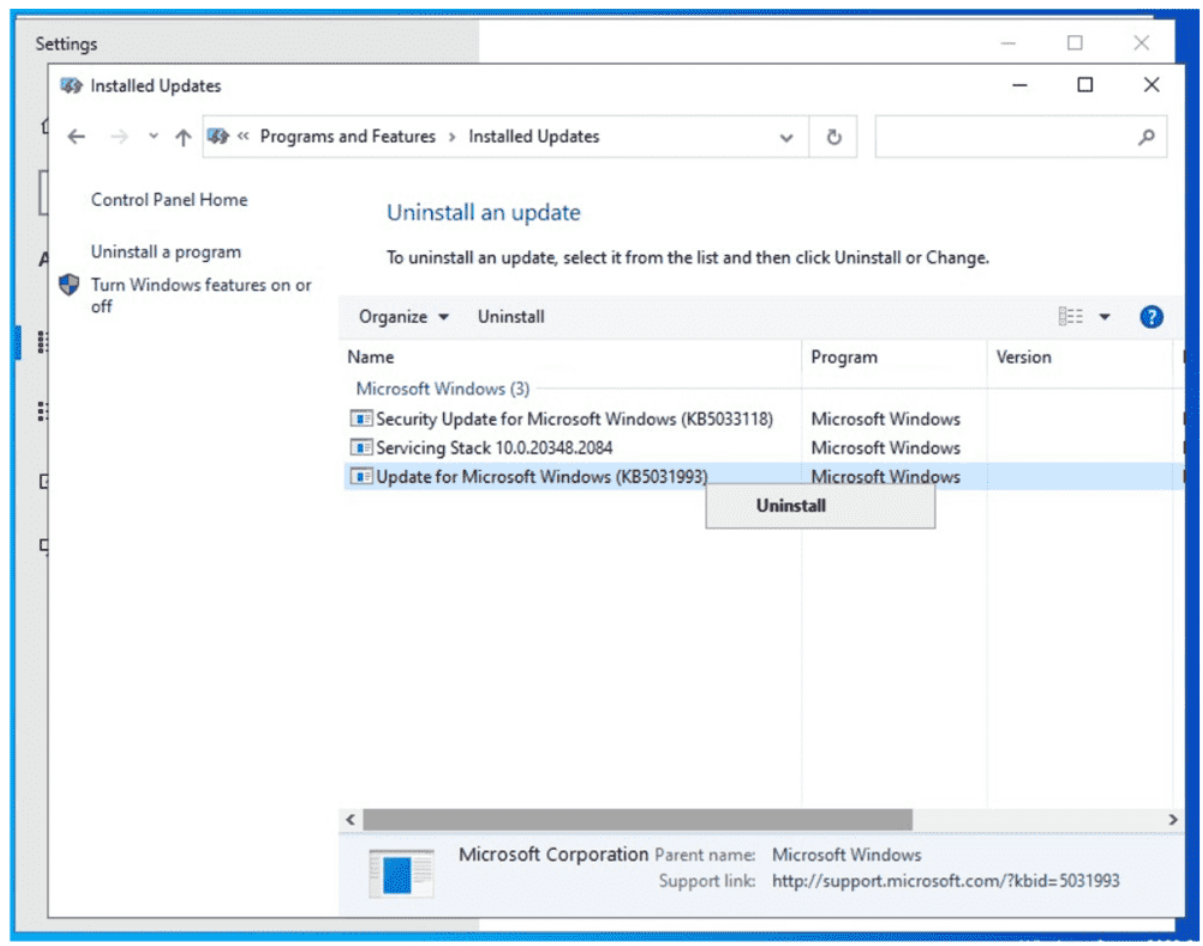 Settings
Installed Updates
« Programs and Features > Installed Updates
Control Panel Home
Uninstall a program
Turn Windows features on or
off
Uninstall an update
To uninstall an update, select it from the list and then click Uninstall or Change.
Organize Uninstall
Name Program Version
Microsoft Windows (3)
Security Update for Microsoft Windows (KB5033118) Microsoft Windows
Servicing Stack 10.0.20348.2084 Microsoft Windows
Update for Microsoft Windows (KB5031993) Microsoft Windows
Uninstall
Microsoft Corporation Parent name: Microsoft Windows
Support link: http://support.microsoft.com/?kbid=5031993